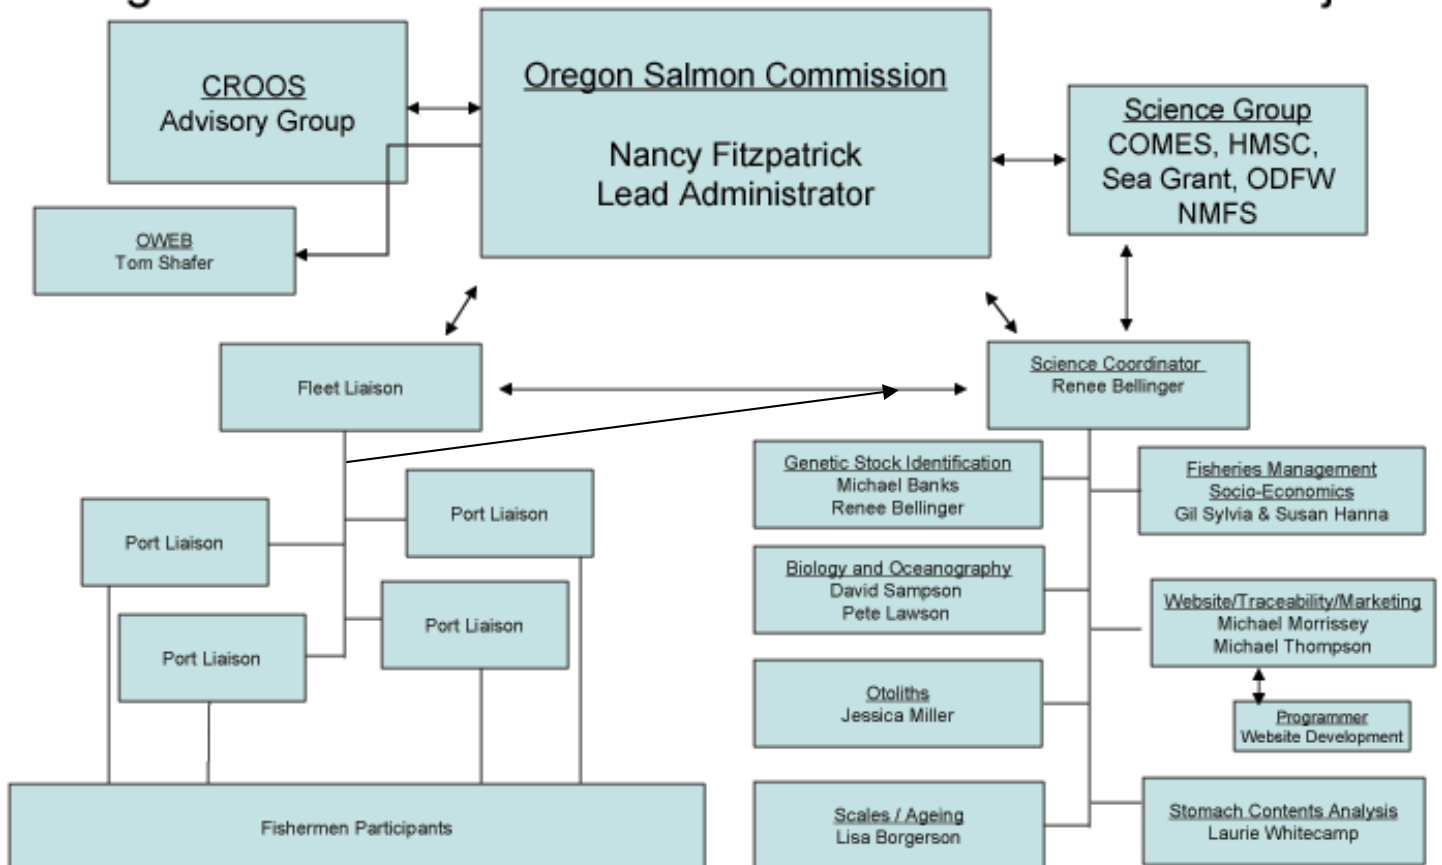 CROOS
Advisory Group
Oregon Salmon Commission
Nancy Fitzpatrick
Lead Administrator
Science Group
COMES, HMSC,
Sea Grant, ODFW
NMFS
OWEB
Tom Shafer
Fleet Liaison
Science Coordinator
Renee Bellinger
Genetic Stock Identification
Michael Banks
Renee Bellinger
Fisheries Management
Socio-Economics
Gil Sylvia & Susan Hanna
Port Liaison
Port Liaison
Biology and Oceanography
David Sampson
Pete Lawson
Website/Traceability/Marketing
Michael Morrissey
Michael Thompson
Port Liaison
Port Liaison
Otoliths
Jessica Miller
Programmer
Website Development
Fishermen Participants
Scales / Ageing
Lisa Borgerson
Stomach Contents Analysis
Laurie Whitecamp